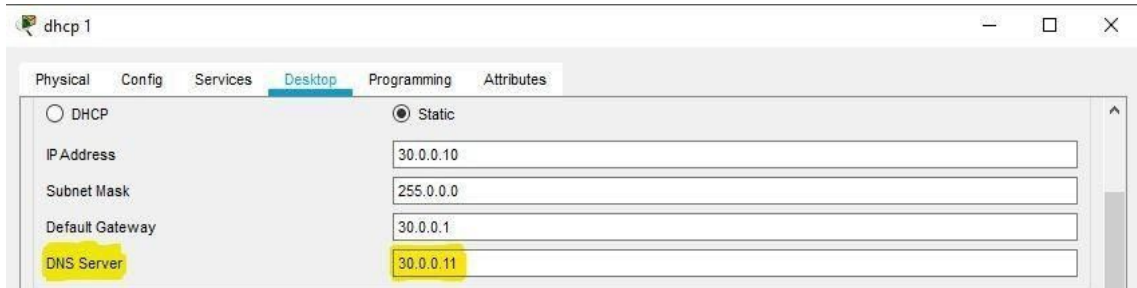 dhcp 1
Physical Config Services Desktop Programming Attributes
DHCP Static
IP Address 30.0.0.10
Subnet Mask 255.0.0.0
Default Gateway 30.0.0.1
DNS Server 30.0.0.11